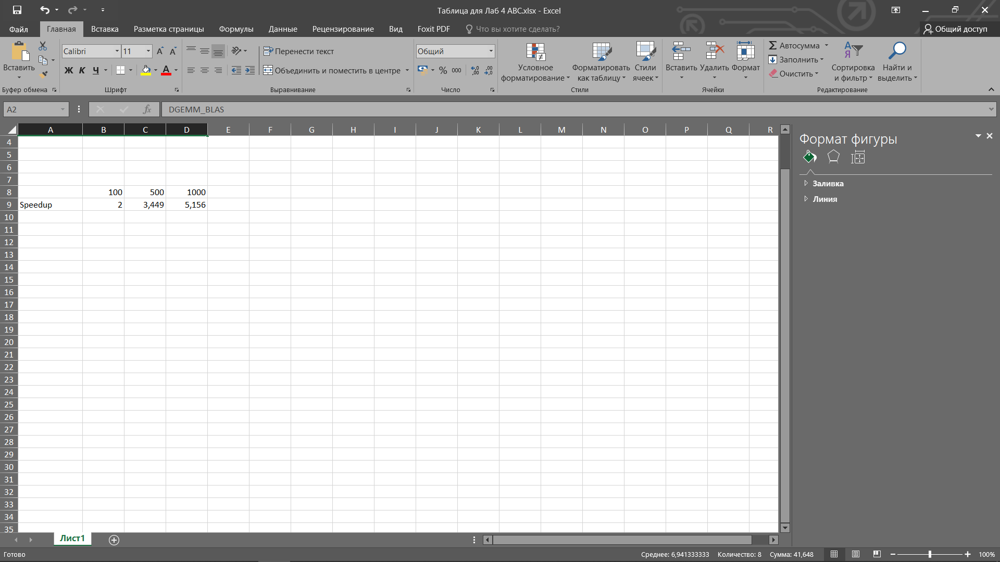 Таблица для Лаб 4 АВС.xlsx - Excel
Файл Главная Вставка Разметка страницы Формулы Данные Рецензирование Вид Foxit PDF Что вы хотите сделать? Общий доступ
Вставить
Буфер обмена
Calibri 11
Ж К Ч А
Шрифт
Перенести текст
Объединить и поместить в центре
Выравнивание
Общий
% 000
Число
Условное форматирование
Форматировать как таблицу
Стили ячеек
Стили
Вставить Удалить Формат
Ячейки
Автосумма
Заполнить
Очистить
Сортировка и фильтр
Найти и выделить
Редактирование
A2 fx DGEMM_BLAS
A B C D E F G H I J K L M N O P Q R
4
5
6
7
8 100 500 1000
9 Speedup 2 3,449 5,156
10
11
12
13
14
15
16
17
18
19
20
21
22
23
24
25
26
27
28
29
30
31
32
33
34
35
Формат фигуры
Заливка
Линия
Лист1
Готово Среднее: 6,941333333 Количество: 8 Сумма: 41,648 100%